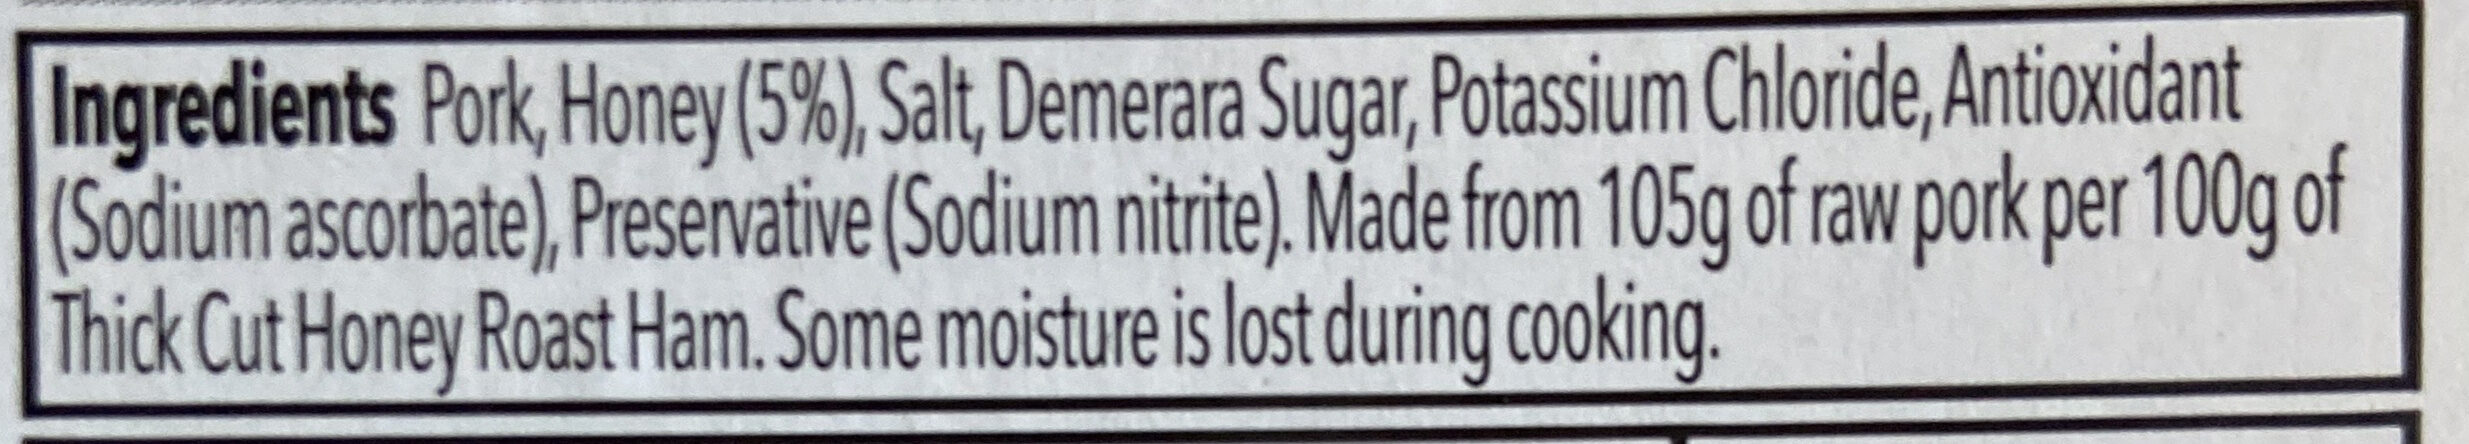 Ingredients Pork, Honey (5%), Salt, Demerara Sugar, Potassium Chloride, Antioxidant
(Sodium ascorbate), Preservative (Sodium nitrite). Made from 105g of raw pork per 100g of
Thick Cut Honey Roast Ham. Some moisture is lost during cooking.